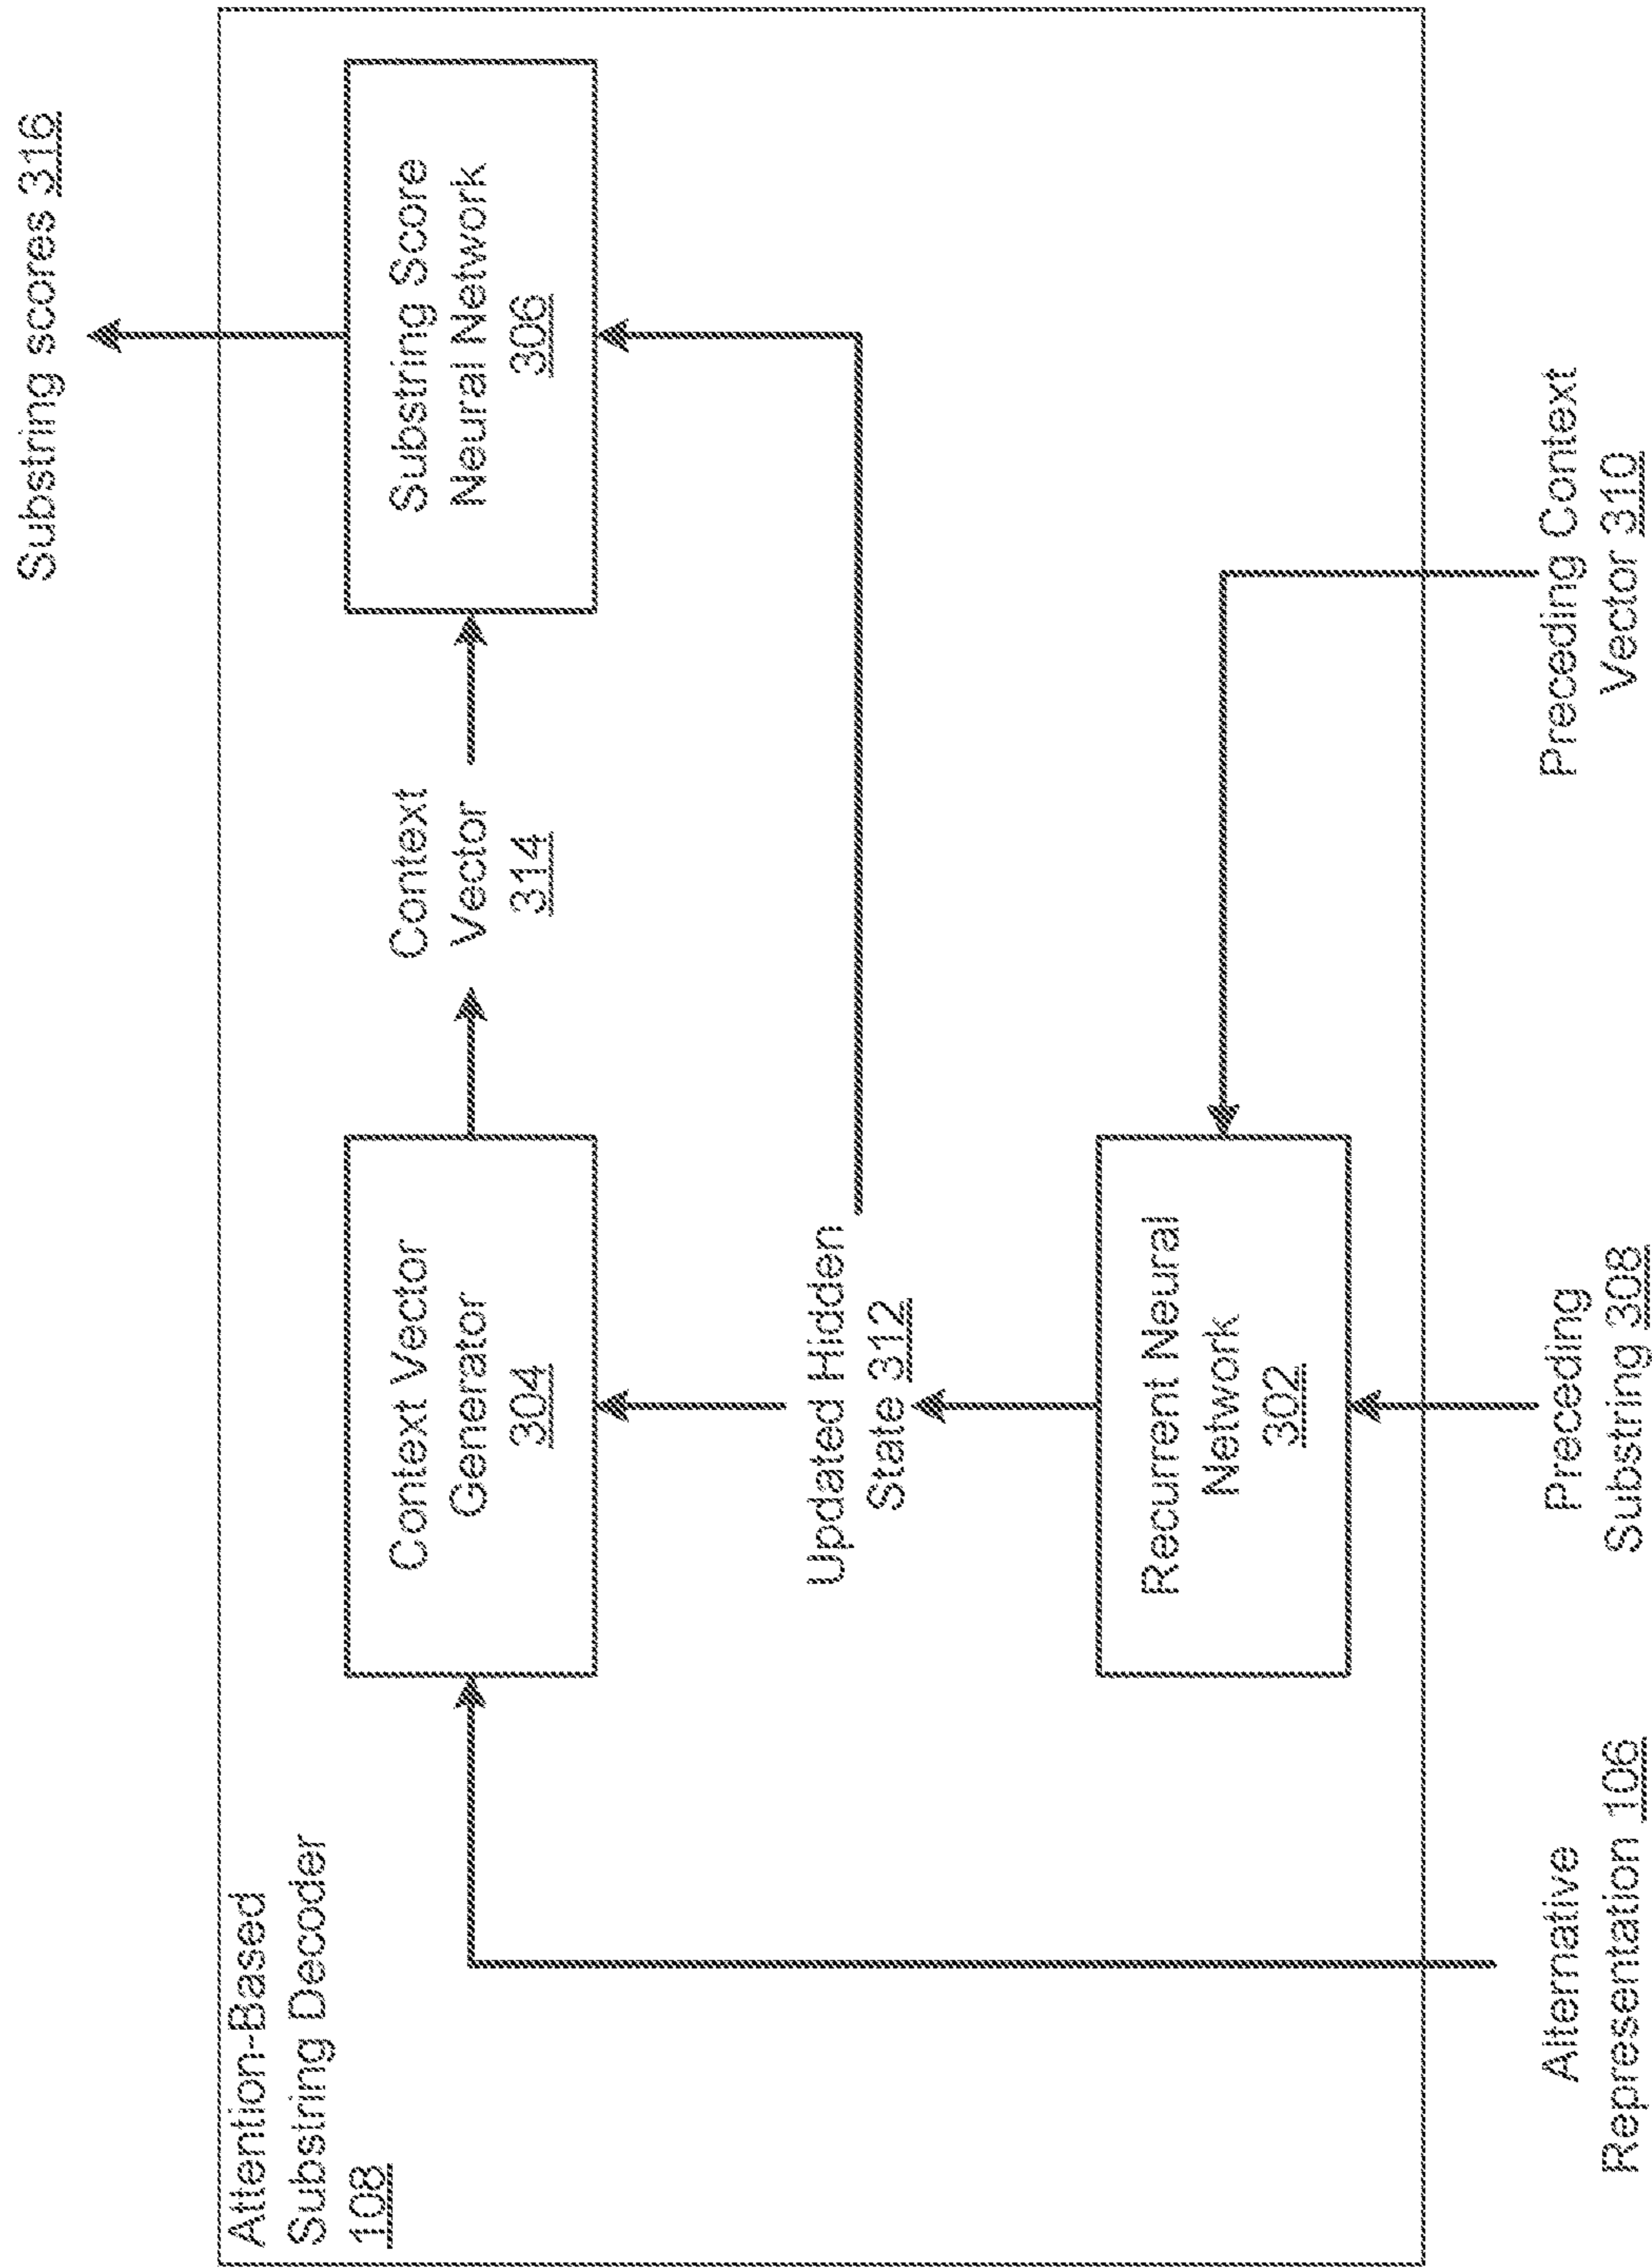 Substring scores 316
Attention-Based
Substring Decoder
108
Context Vector
Generator
304
Context
Vector
314
Substring Score
Neural Network
306
Updated Hidden
State 312
Recurrent Neural
Network
302
Alternative
Representation 106
Preceding
Substring 308
Preceding Context
Vector 310